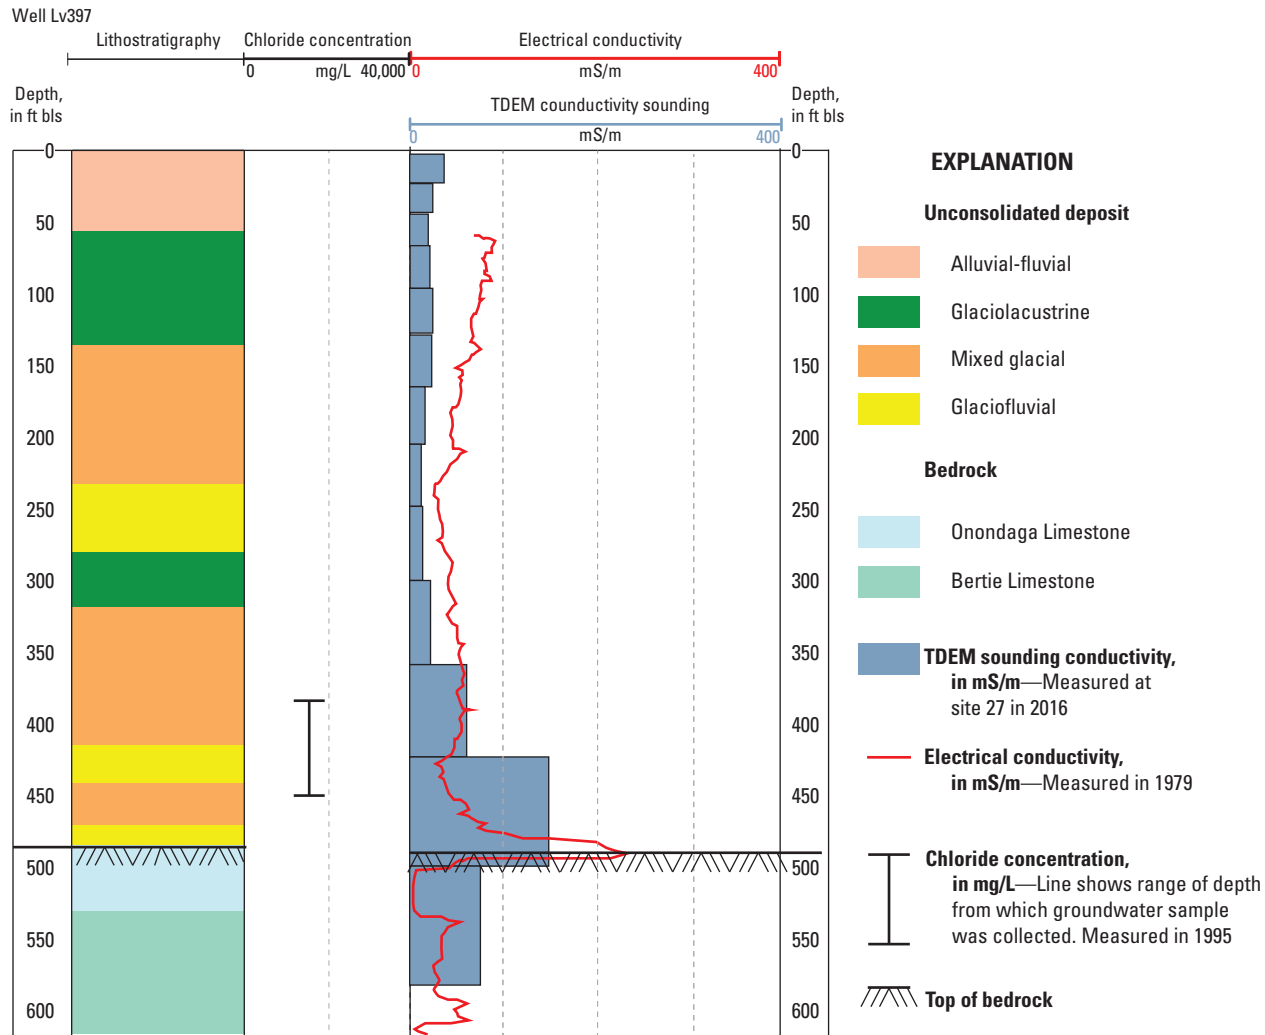 Well Lv397
Lithostratigraphy
Chloride concentration
Electrical conductivity
0 mg/L 40,000
0 mS/m 400
TDEM counductivity sounding
0 mS/m 400
Depth,
in ft bls
Depth,
in ft bls
0
50
100
150
200
250
300
350
400
450
500
550
600
0
50
100
150
200
250
300
350
400
450
500
550
600
EXPLANATION
Unconsolidated deposit
Alluvial-fluvial
Glaciolacustrine
Mixed glacial
Glaciofluvial
Bedrock
Onondaga Limestone
Bertie Limestone
TDEM sounding conductivity,
in mS/m—Measured at
site 27 in 2016
Electrical conductivity,
in mS/m—Measured in 1979
Chloride concentration,
in mg/L—Line shows range of depth
from which groundwater sample
was collected. Measured in 1995
Top of bedrock